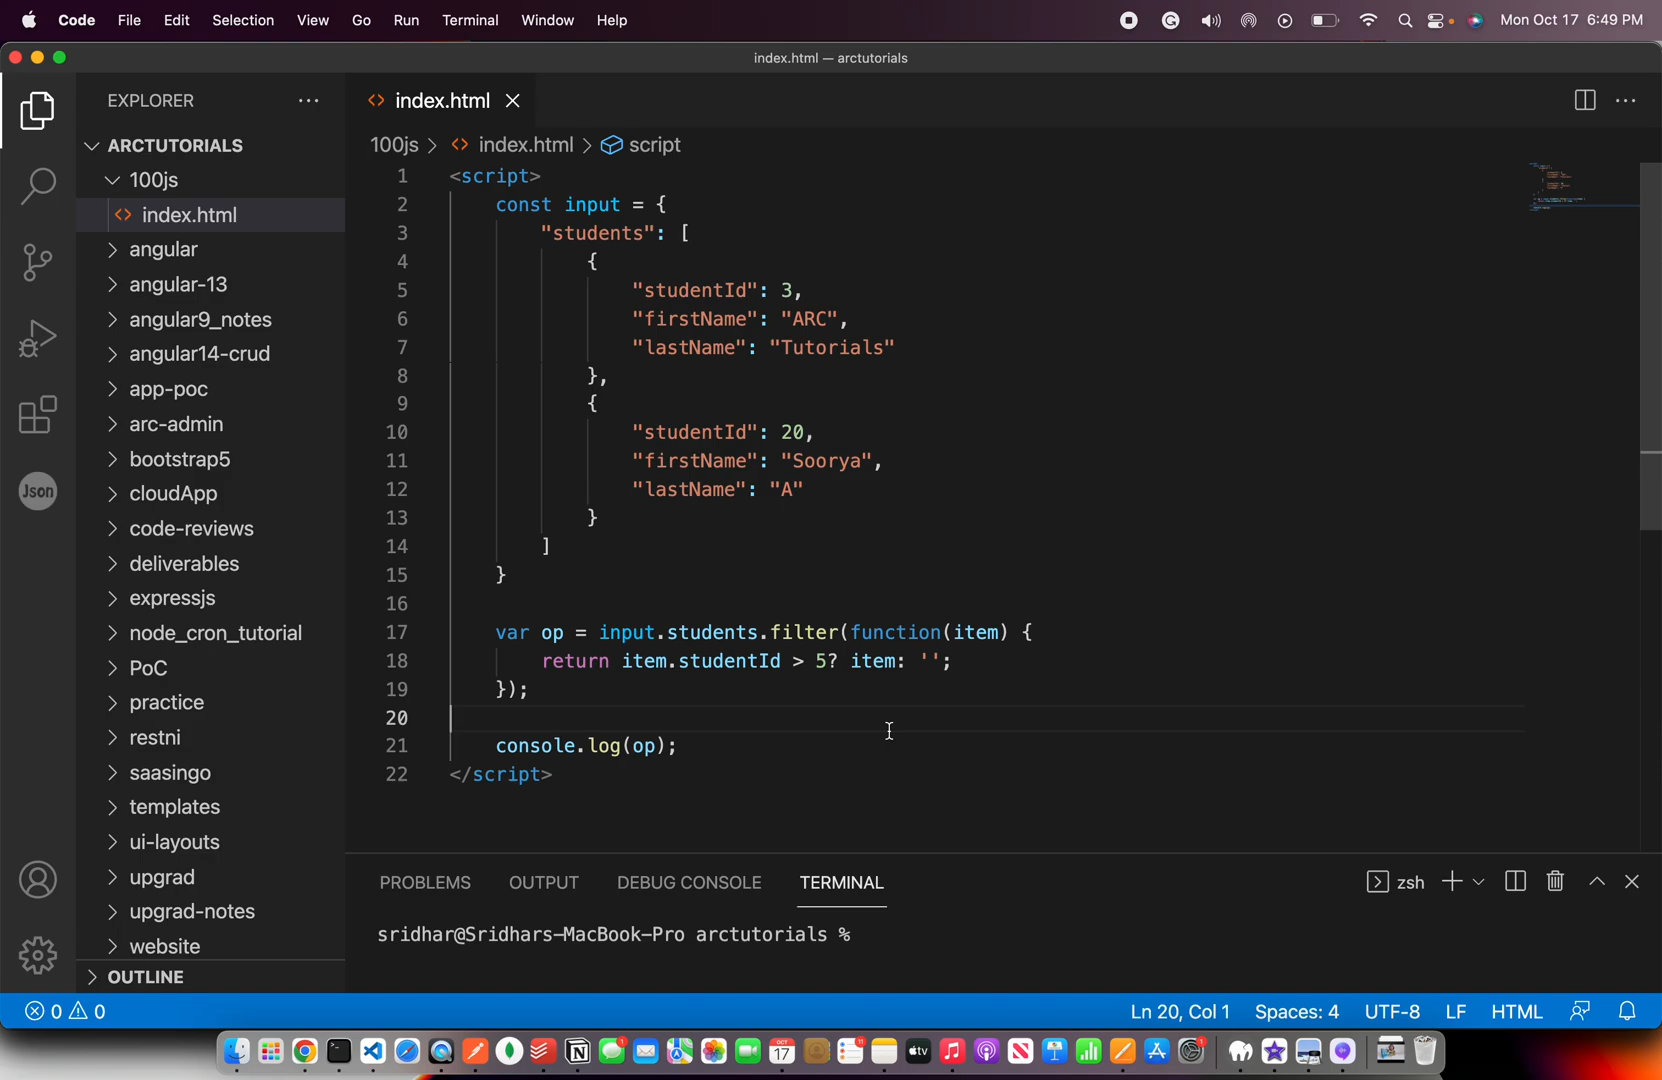 Code File Edit Selection View Go Run Terminal Window Help Mon Oct 17 6:49 PM
index.html — arctutorials
EXPLORER
ARCTUTORIALS
100js
index.html
angular
angular-13
angular9_notes
angular14-crud
app-poc
arc-admin
bootstrap5
cloudApp
code-reviews
deliverables
expressjs
node_cron_tutorial
PoC
practice
restni
saasingo
templates
ui-layouts
upgrad
upgrad-notes
website
OUTLINE
Json
index.html
100js > index.html > script
1 <script>
2 const input = {
3 "students": [
4 {
5 "studentId": 3,
6 "firstName": "ARC",
7 "lastName": "Tutorials"
8 },
9 {
10 "studentId": 20,
11 "firstName": "Soorya",
12 "lastName": "A"
13 }
14 ]
15 }
16
17 var op = input.students.filter(function(item) {
18 return item.studentId > 5? item: '';
19 });
20
21 console.log(op);
22 </script>
PROBLEMS OUTPUT DEBUG CONSOLE TERMINAL zsh
sridhar@Sridhars-MacBook-Pro arctutorials %
0 0 Ln 20, Col 1 Spaces: 4 UTF-8 LF HTML